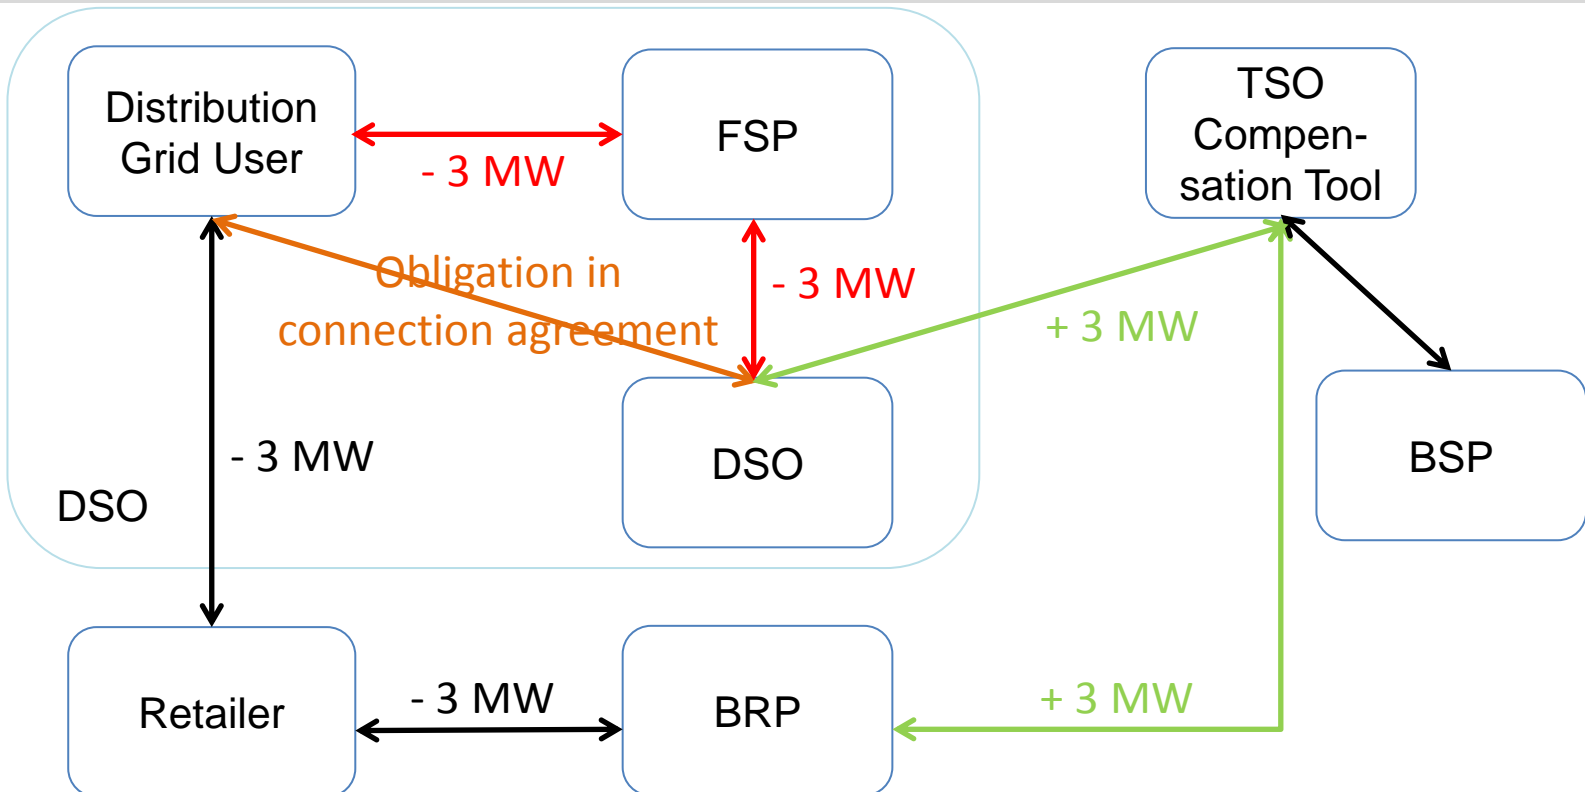 Distribution
Grid User
- 3 MW
FSP
TSO
Compen-
sation Tool
Obligation in
connection agreement
- 3 MW
+ 3 MW
- 3 MW
DSO
DSO
BSP
Retailer
- 3 MW
BRP
+ 3 MW